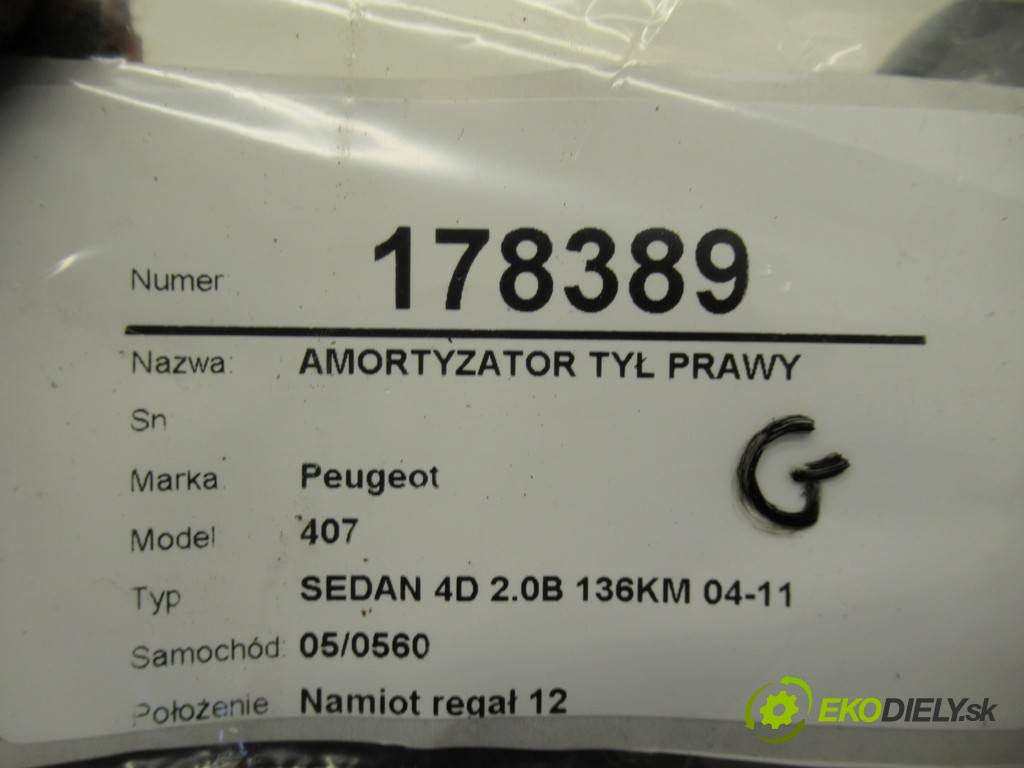 Numer: 178389
Nazwa: AMORTYZATOR TYŁ PRAWY
Sn
Marka Peugeot
G
Model 407
Typ SEDAN 4D 2.0B 136KM 04-11
Samochód: 05/0560
Położenie Namiot regał 12
EKODIELY.sk